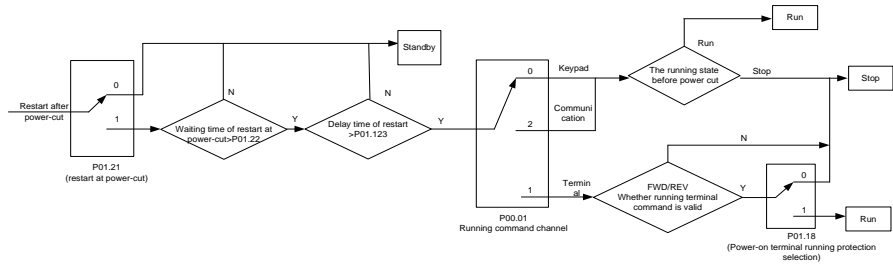 Run
Run
Standby
0
Keypad
The running state
before power cut
Stop
Stop
0
N
N
Communi
cation
Restart after
power-cut
1
Waiting time of restart at
power-cut>P01.22
Y
Delay time of restart
>P01.123
Y
2
N
P01.21
(restart at power-cut)
1
Termin
al
FWD/REV
Whether running terminal
command is valid
Y
0
P00.01
Running command channel
1
Run
P01.18
(Power-on terminal running protection
selection)